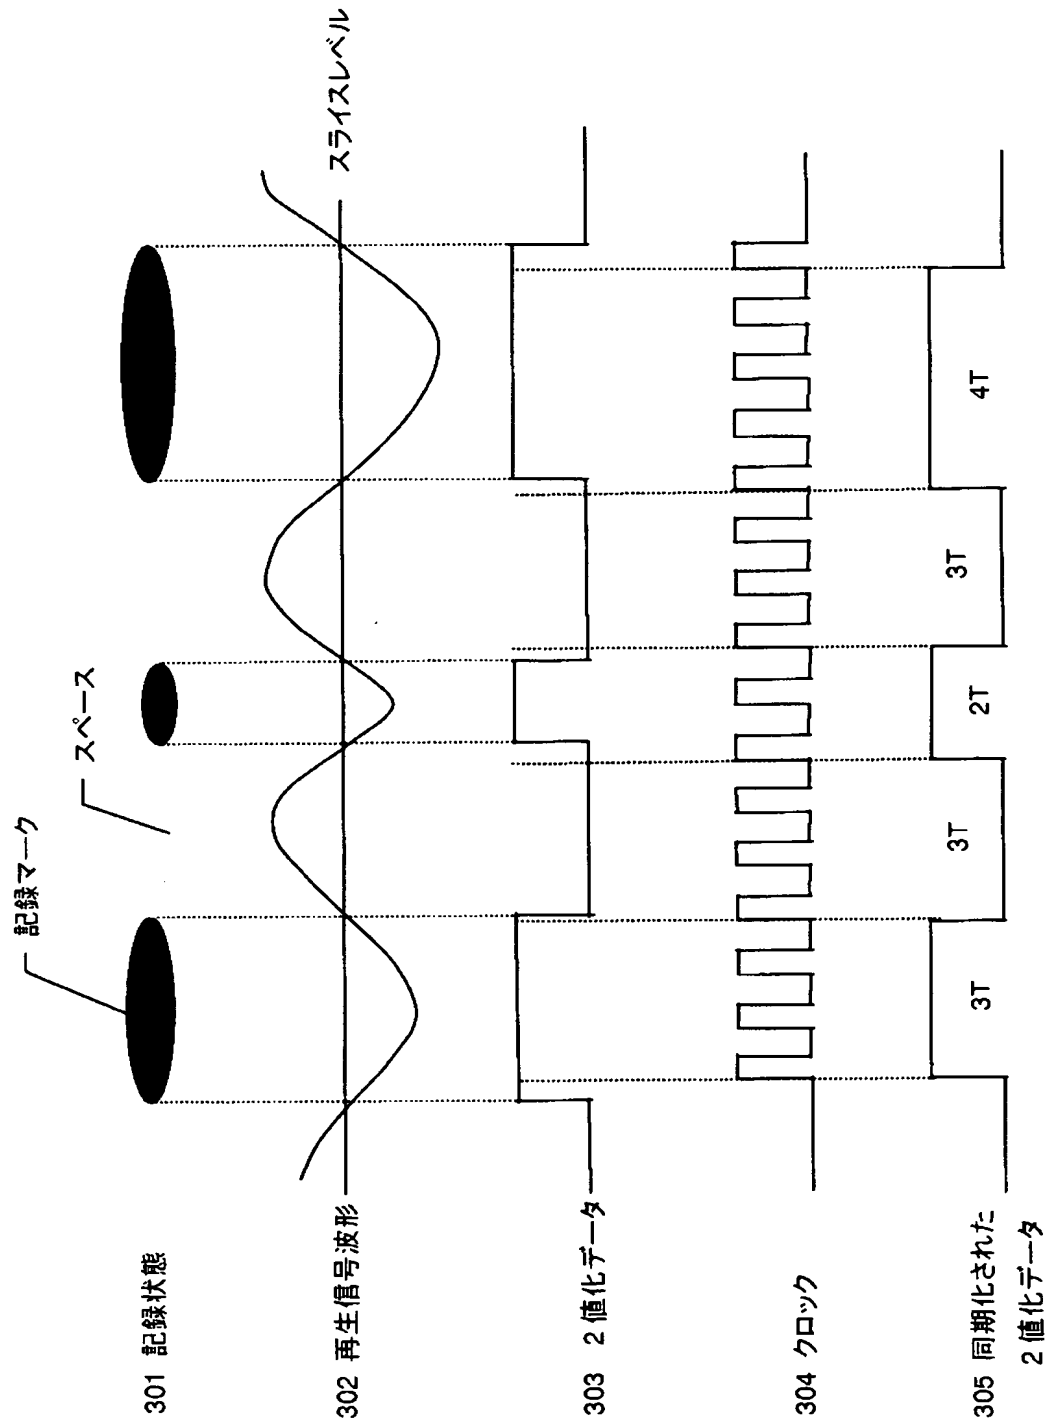 記録マーク
スペース
301 記録状態
スライスレベル
302 再生信号波形
303 2値化データ
304 クロック
3T
3T
2T
3T
4T
305 同期化された
2値化データ